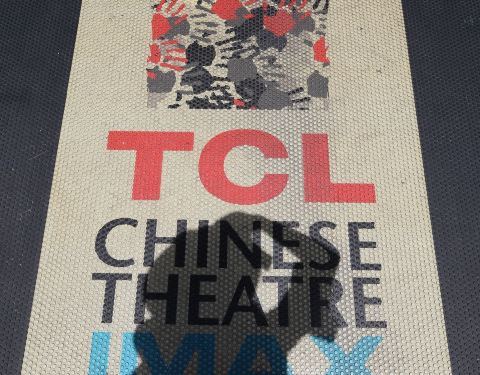 TCL
CHINESE
THEATRE
IMAX